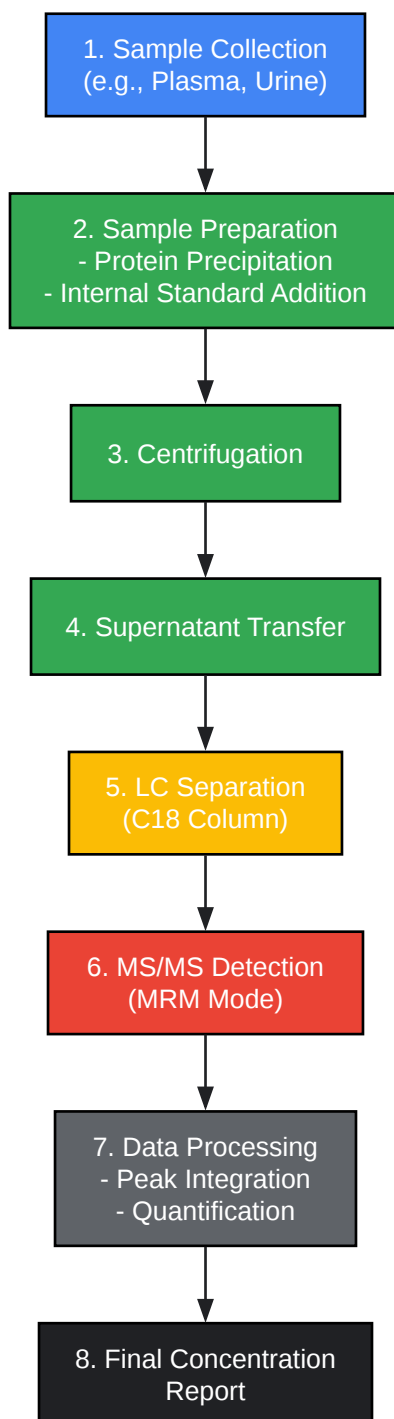 1. Sample Collection
(e.g., Plasma, Urine)
2. Sample Preparation
- Protein Precipitation
- Internal Standard Addition
3. Centrifugation
4. Supernatant Transfer
5. LC Separation
(C18 Column)
6. MS/MS Detection
(MRM Mode)
7. Data Processing
- Peak Integration
- Quantification
8. Final Concentration
Report